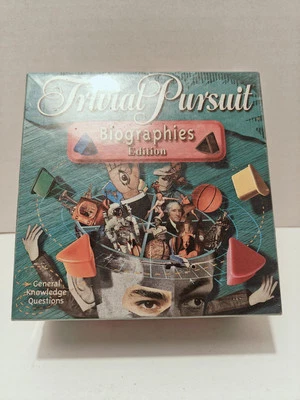 Trivial Pursuit
Biographies
Edition
General
Knowledge
Questions